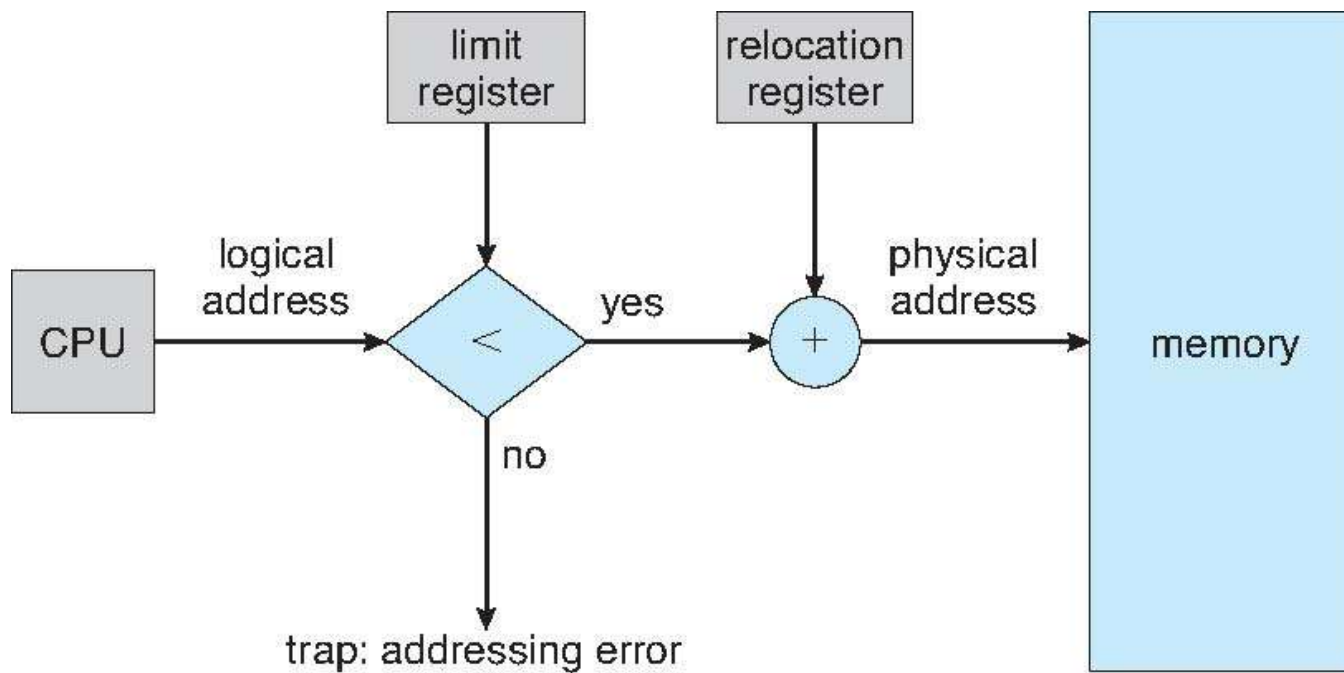 limit
register
relocation
register
logical
address
physical
address
CPU
<
yes
+
memory
no
trap: addressing error